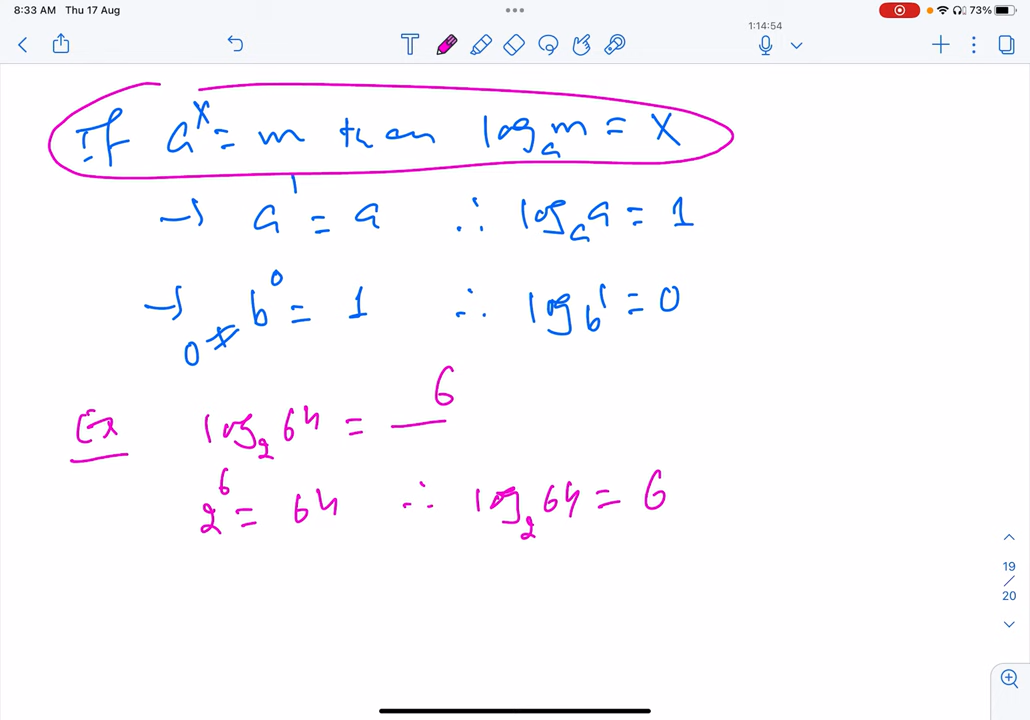 8:33 AM Thu 17 Aug
73%
1:14:54
T
If a^x = m then log_a m = x
→ a^1 = a ∴ log_a a = 1
→ b^0 = 1 ∴ log_b 1 = 0
0 ≠
Ex log_2 64 = 6
2^6 = 64 ∴ log_2 64 = 6
19
/
20